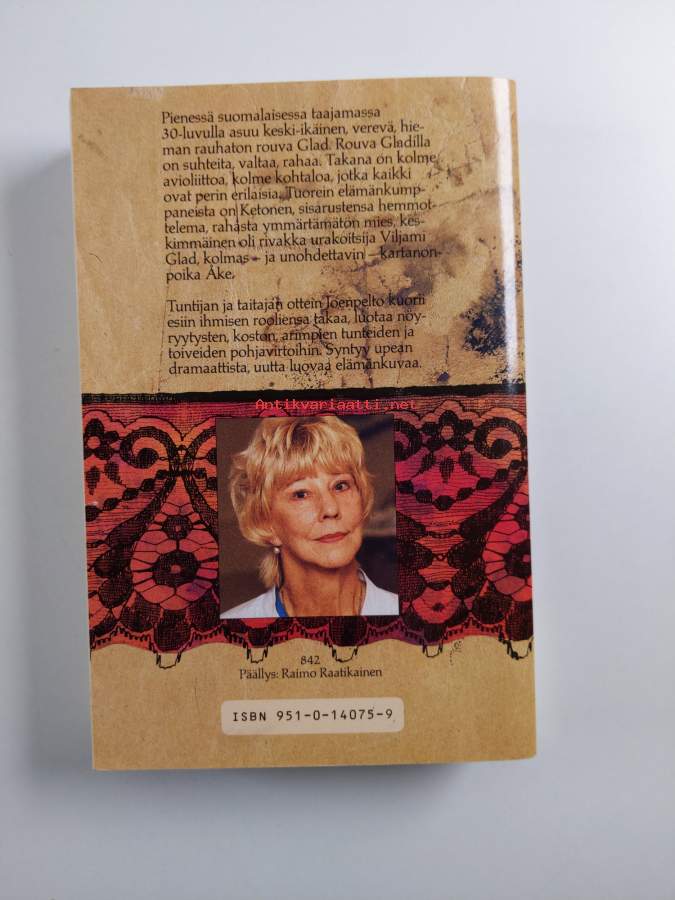 Pienessä suomalaisessa taajamassa
30-luvulla asuu keski-ikäinen, verevä, hie-
man rauhaton rouva Glad. Rouva Gladilla
on suhteita, valtaa, rahaa. Takana on kolme
avioliittoa, kolme kohtaloa, jotka kaikki
ovat perin erilaisia. Tuorein elämänkump-
paneista on Ketonen, sisarustensa hemmot-
telema, rahasta ymmärtämätön mies, kes-
kimmäinen oli rivakka urakoitsija Viljami
Glad, kolmas – ja unohdettavin – kartanon-
poika Åke.
Tuntijan ja taitajan ottein Joenpelto kuorii
esiin ihmisen rooliensa takaa, luotaa nöy-
ryytysten, koston, arimpien tunteiden ja
toiveiden pohjavirtoihin. Syntyy upean
dramaattista, uutta luovaa elämänkuvaa.
Antikvariaatti.net
842
Päällys: Raimo Raatikainen
ISBN 951-0-14075-9